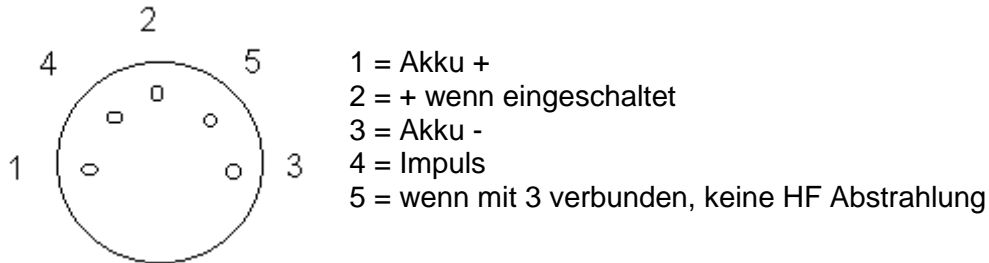 2
4
5
1
3
1 = Akku +
2 = + wenn eingeschaltet
3 = Akku -
4 = Impuls
5 = wenn mit 3 verbunden, keine HF Abstrahlung